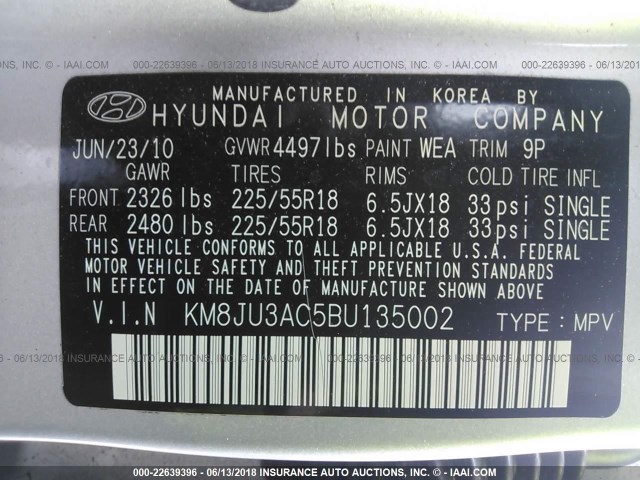 000-22639396 - 06/13/2018 INSURANCE AUTO AUCTIONS, INC. - © IAAI.COM
MANUFACTURED IN KOREA BY
HYUNDAI MOTOR COMPANY
JUN/23/10 GVWR 4497lbs PAINT WEA TRIM 9P
GAWR TIRES RIMS COLD TIRE INFL
FRONT 2326 lbs 225/55R18 6.5JX18 33psi SINGLE
REAR 2480 lbs 225/55R18 6.5JX18 33psi SINGLE
THIS VEHICLE CONFORMS TO ALL APPLICABLE U.S.A. FEDERAL
MOTOR VEHICLE SAFETY AND THEFT PREVENTION STANDARDS
IN EFFECT ON THE DATE OF MANUFACTURE SHOWN ABOVE.
V.I.N KM8JU3AC5BU135002 TYPE : MPV
000-22639396 - 06/13/2018 INSURANCE AUTO AUCTIONS, INC. - © IAAI.COM